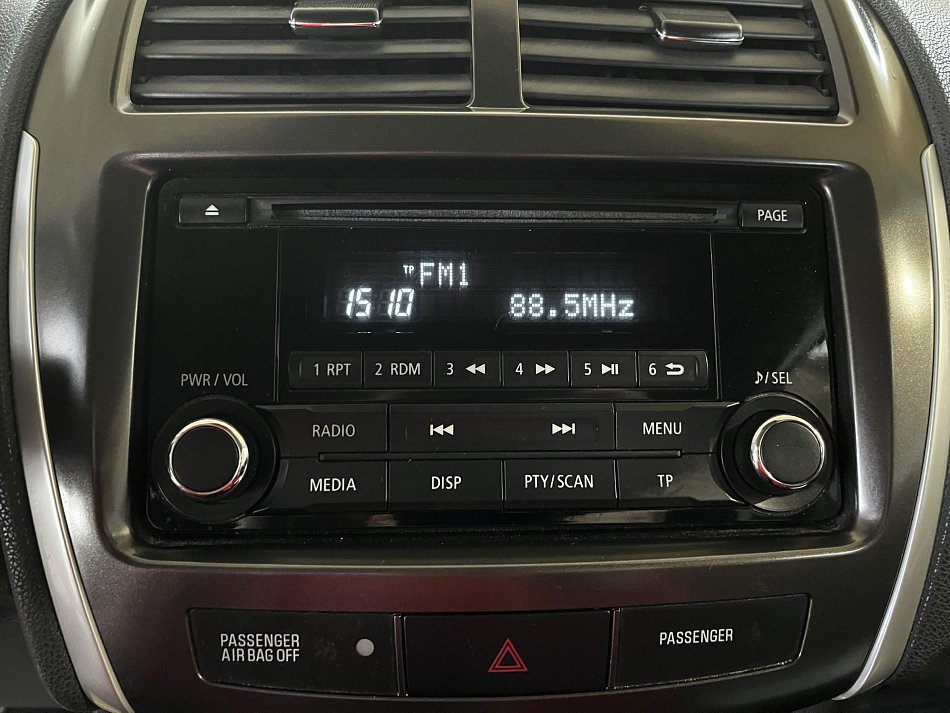 PAGE
TP FM1
15 10 88.5MHz
1 RPT 2 RDM 3 4 5 6
PWR / VOL /SEL
RADIO MENU
MEDIA DISP PTY/SCAN TP
PASSENGER
AIR BAG OFF
PASSENGER